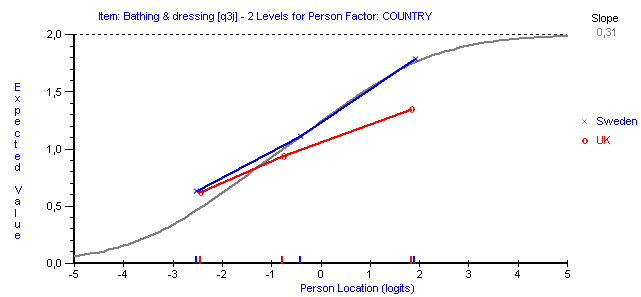 Item: Bathing & dressing [q3j] - 2 Levels for Person Factor: COUNTRY
Slope
0,31
2,0
1,5
1,0
0,5
0,0
Expected Value
-5 -4 -3 -2 -1 0 1 2 3 4 5
Person Location (logits)
Sweden
UK